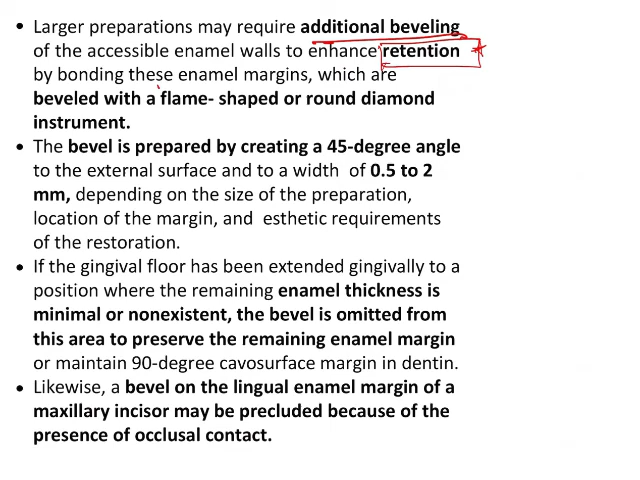 • Larger preparations may require additional beveling
of the accessible enamel walls to enhance retention
by bonding these enamel margins, which are
beveled with a flame- shaped or round diamond
instrument.
• The bevel is prepared by creating a 45-degree angle
to the external surface and to a width of 0.5 to 2
mm, depending on the size of the preparation,
location of the margin, and esthetic requirements
of the restoration.
• If the gingival floor has been extended gingivally to a
position where the remaining enamel thickness is
minimal or nonexistent, the bevel is omitted from
this area to preserve the remaining enamel margin
or maintain 90-degree cavosurface margin in dentin.
• Likewise, a bevel on the lingual enamel margin of a
maxillary incisor may be precluded because of the
presence of occlusal contact.